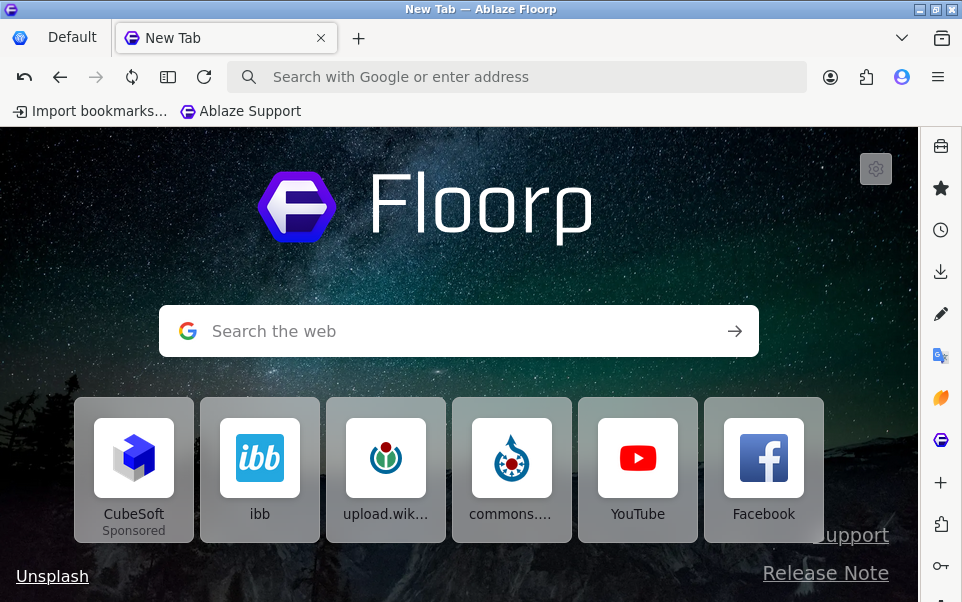 New Tab — Ablaze Floorp
Default
New Tab
Search with Google or enter address
Import bookmarks...
Ablaze Support
Floorp
Search the web
ibb
CubeSoft
Sponsored
ibb
upload.wik...
commons....
YouTube
Facebook
upport
Unsplash
Release Note